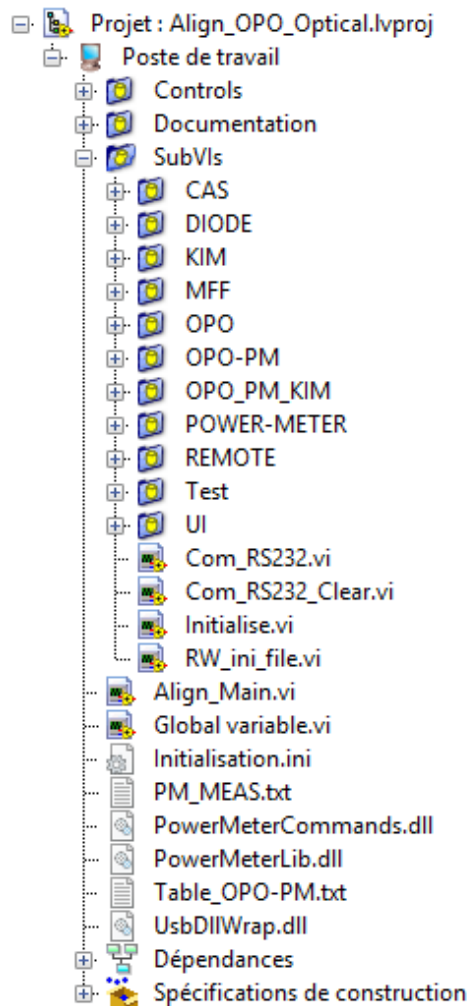 Projet : Align_OPO_Optical.lvproj
Poste de travail
Controls
Documentation
SubVIs
CAS
DIODE
KIM
MFF
OPO
OPO-PM
OPO_PM_KIM
POWER-METER
REMOTE
Test
UI
Com_RS232.vi
Com_RS232_Clear.vi
Initialise.vi
RW_ini_file.vi
Align_Main.vi
Global variable.vi
Initialisation.ini
PM_MEAS.txt
PowerMeterCommands.dll
PowerMeterLib.dll
Table_OPO-PM.txt
UsbDllWrap.dll
Dépendances
Spécifications de construction